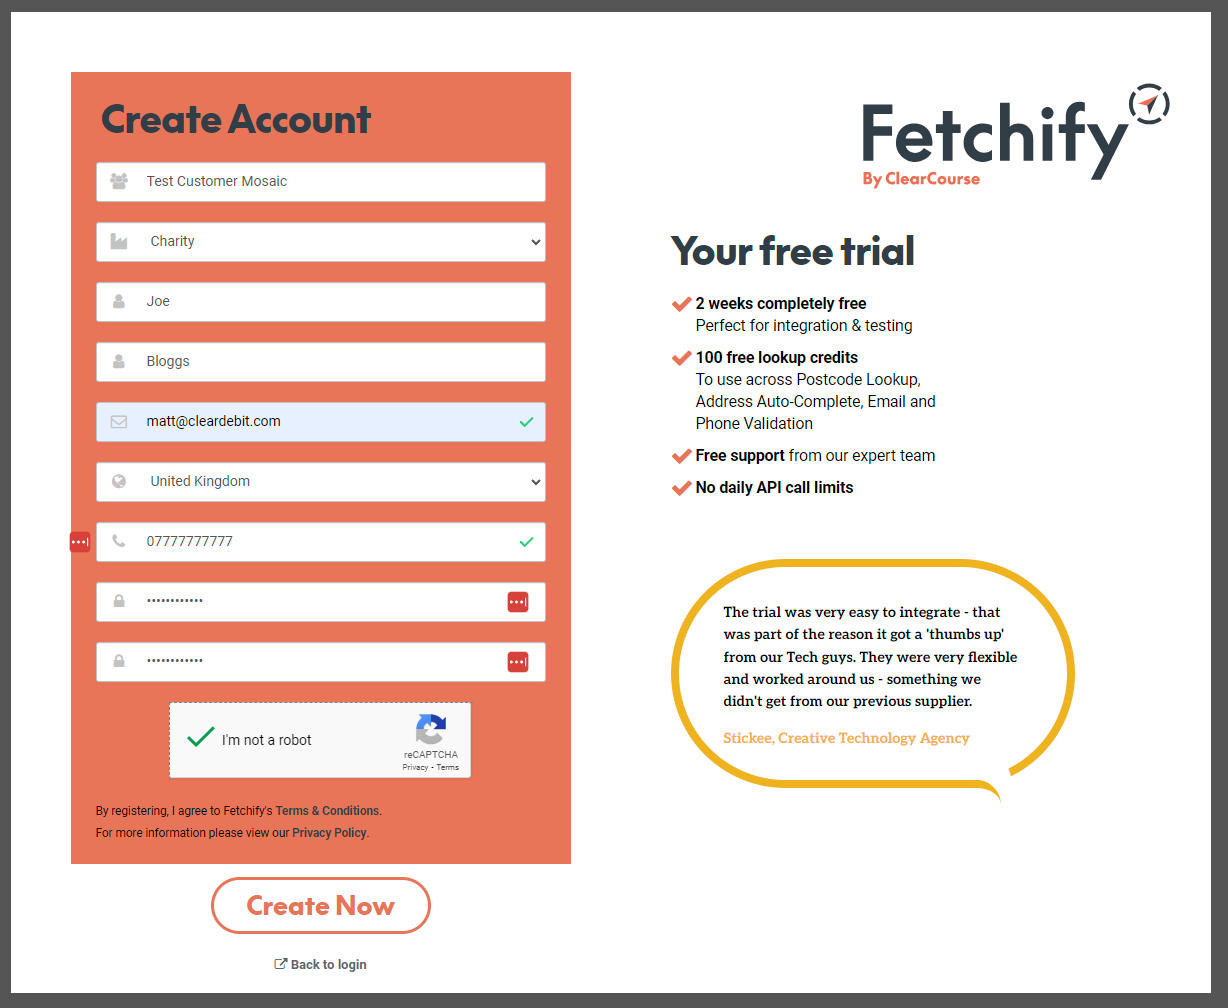 Create Account
Test Customer Mosaic
Charity
Joe
Bloggs
matt@cleardebit.com
United Kingdom
07777777777
••••••••••••
••••••••••••
I'm not a robot
reCAPTCHA
Privacy - Terms
By registering, I agree to Fetchify's Terms & Conditions.
For more information please view our Privacy Policy.
Create Now
Back to login
Fetchify
By ClearCourse
Your free trial
2 weeks completely free
Perfect for integration & testing
100 free lookup credits
To use across Postcode Lookup,
Address Auto-Complete, Email and
Phone Validation
Free support from our expert team
No daily API call limits
The trial was very easy to integrate - that
was part of the reason it got a 'thumbs up'
from our Tech guys. They were very flexible
and worked around us - something we
didn't get from our previous supplier.
Stickee, Creative Technology Agency